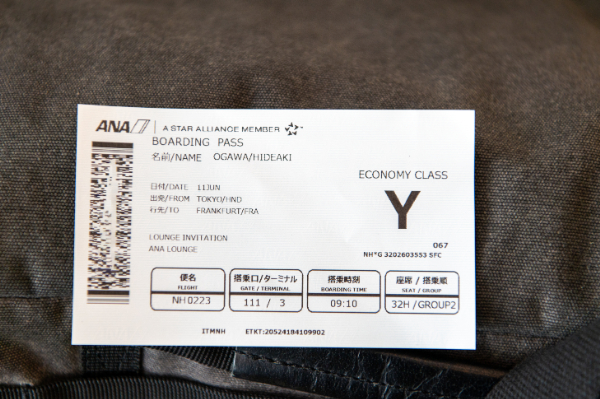 ANA A STAR ALLIANCE MEMBER
BOARDING PASS
名前/NAME OGAWA/HIDEAKI
ECONOMY CLASS
Y
日付/DATE 11JUN
出発/FROM TOKYO/HND
行先/TO FRANKFURT/FRA
LOUNGE INVITATION
ANA LOUNGE
067
NH*G 3202603553 SFC
便名
FLIGHT
NH0223
搭乗口/ターミナル
GATE / TERMINAL
111 / 3
搭乗時刻
BOARDING TIME
09:10
座席 / 搭乗順
SEAT / GROUP
32H /GROUP2
ITMNH ETKT:20524184109902